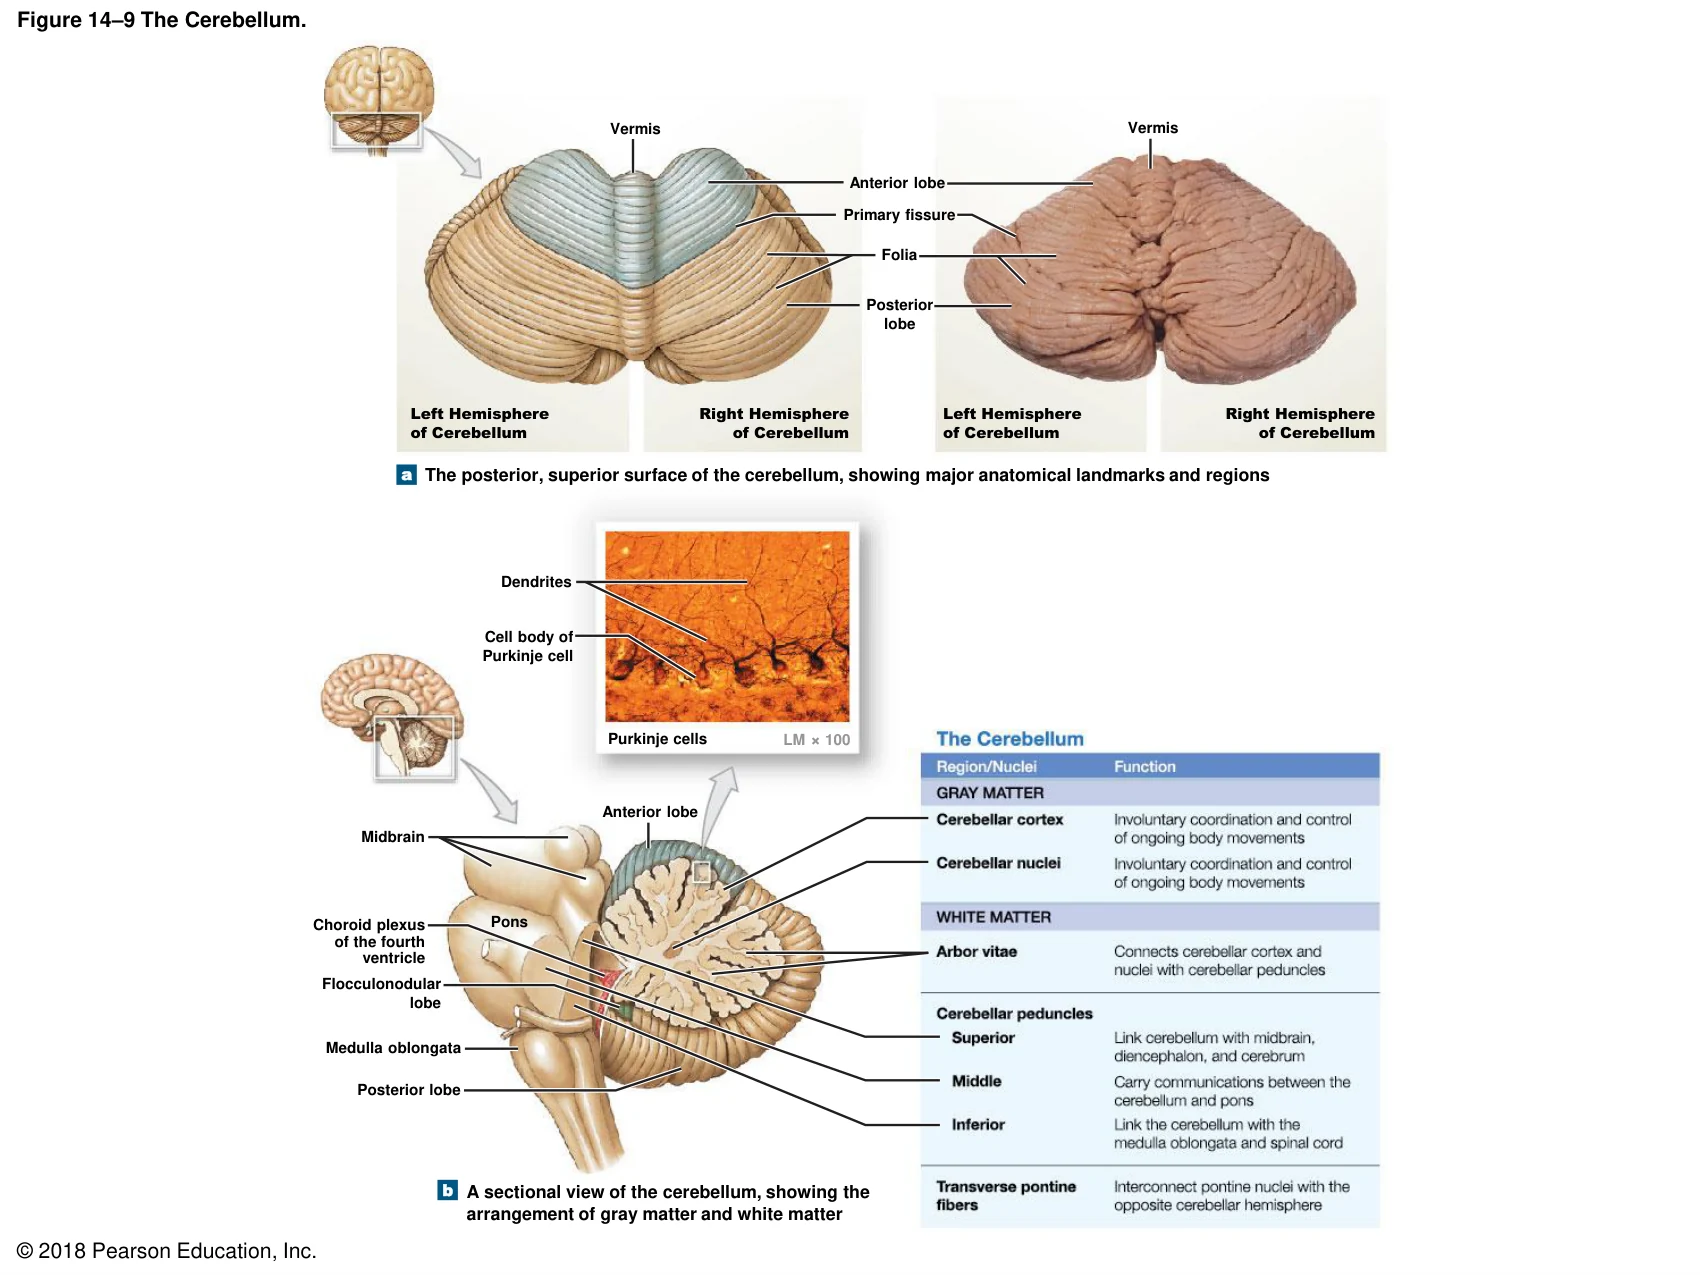 Figure 14–9 The Cerebellum.
Vermis
Vermis
Anterior lobe
Primary fissure
Folia
Posterior
lobe
Left Hemisphere
of Cerebellum
Right Hemisphere
of Cerebellum
Left Hemisphere
of Cerebellum
Right Hemisphere
of Cerebellum
a The posterior, superior surface of the cerebellum, showing major anatomical landmarks and regions
Dendrites
Cell body of
Purkinje cell
Purkinje cells LM × 100
Anterior lobe
Midbrain
Pons
Choroid plexus
of the fourth
ventricle
Flocculonodular
lobe
Medulla oblongata
Posterior lobe
The Cerebellum
Region/Nuclei Function
GRAY MATTER
Cerebellar cortex Involuntary coordination and control
of ongoing body movements
Cerebellar nuclei Involuntary coordination and control
of ongoing body movements
WHITE MATTER
Arbor vitae Connects cerebellar cortex and
nuclei with cerebellar peduncles
Cerebellar peduncles
Superior Link cerebellum with midbrain,
diencephalon, and cerebrum
Middle Carry communications between the
cerebellum and pons
Inferior Link the cerebellum with the
medulla oblongata and spinal cord
Transverse pontine Interconnect pontine nuclei with the
fibers opposite cerebellar hemisphere
b A sectional view of the cerebellum, showing the
arrangement of gray matter and white matter
© 2018 Pearson Education, Inc.